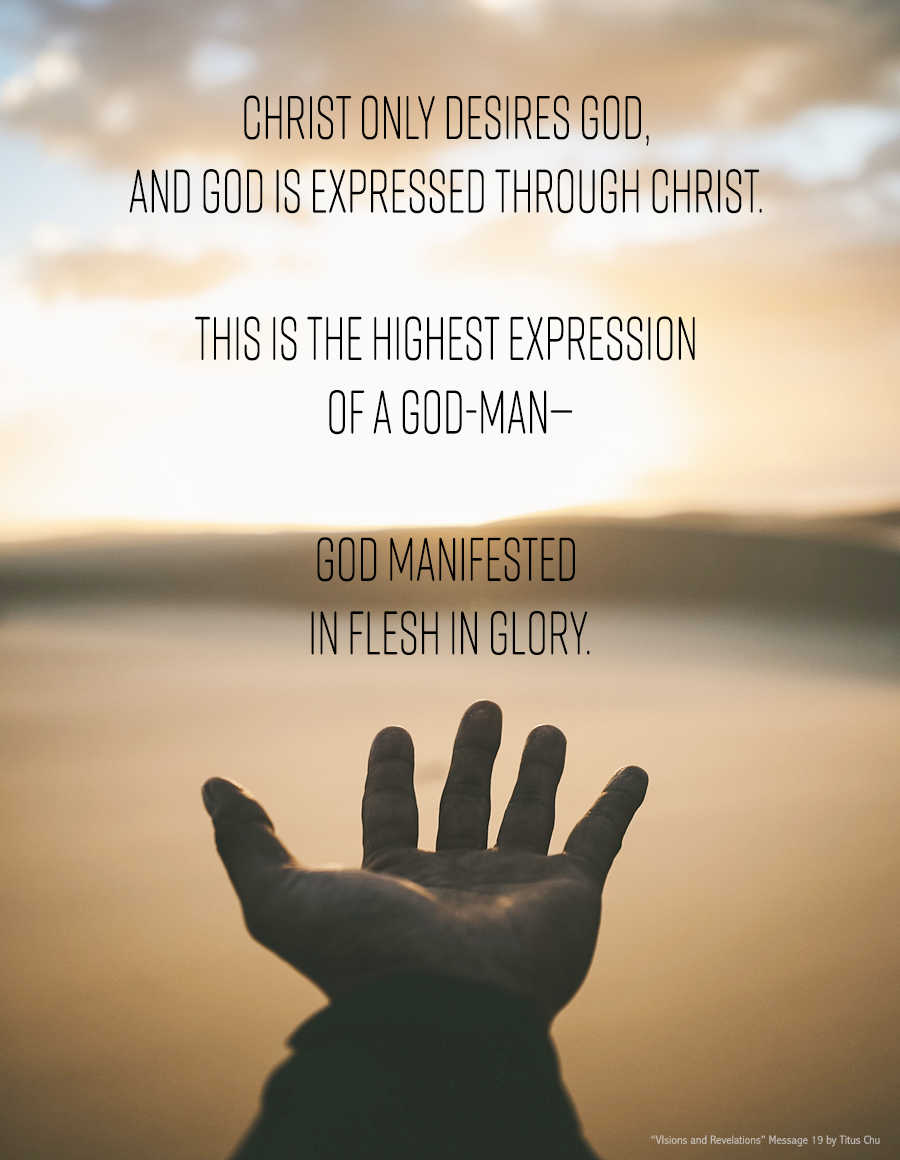 CHRIST ONLY DESIRES GOD,
AND GOD IS EXPRESSED THROUGH CHRIST.
THIS IS THE HIGHEST EXPRESSION
OF A GOD-MAN—
GOD MANIFESTED
IN FLESH IN GLORY.
“VIsions and Revelations” Message 19 by Titus Chu